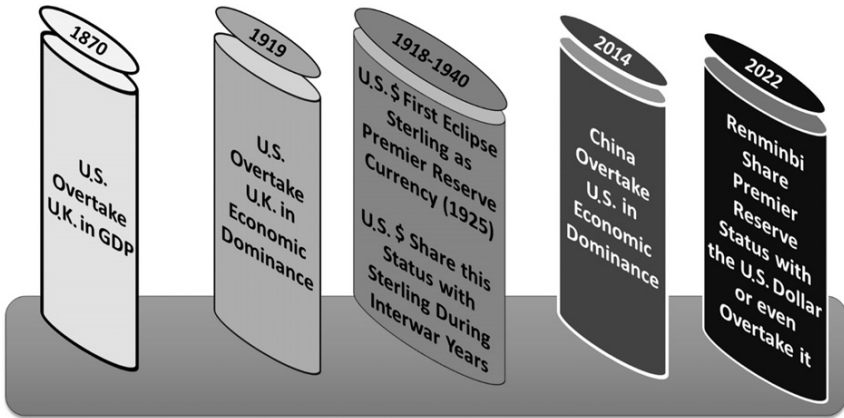 1870
U.S.
Overtake
U.K. in GDP
1919
U.S.
Overtake
U.K. in
Economic
Dominance
1918-1940
U.S. $ First Eclipse
Sterling as
Premier Reserve
Currency (1925)
U.S. $ Share this
Status with
Sterling During
Interwar Years
2014
China
Overtake
U.S. in
Economic
Dominance
2022
Renminbi
Share
Premier
Reserve
Status with
the U.S. Dollar
or even
Overtake it